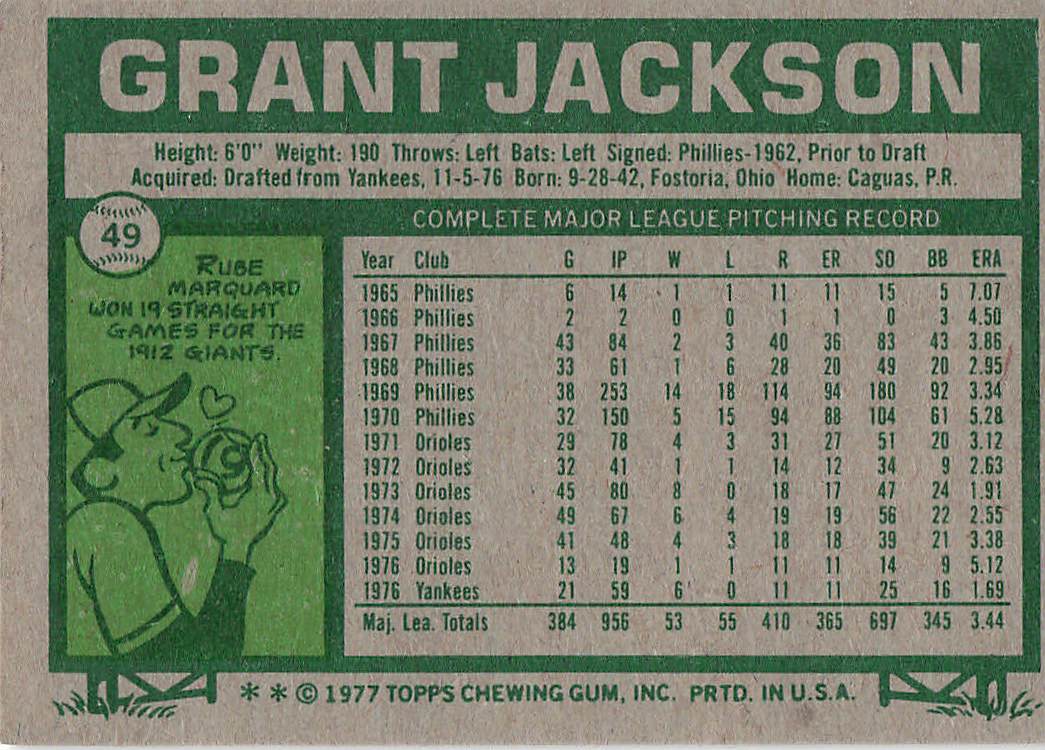 GRANT JACKSON
Height: 6'0" Weight: 190 Throws: Left Bats: Left Signed: Phillies-1962, Prior to Draft
Acquired: Drafted from Yankees, 11-5-76 Born: 9-28-42, Fostoria, Ohio Home: Caguas, P.R.
49
RUBE
MARQUARD
WON 19 STRAIGHT
GAMES FOR THE
1912 GIANTS.
19
COMPLETE MAJOR LEAGUE PITCHING RECORD
Year Club G IP W L R ER SO BB ERA
1965 Phillies 6 14 1 1 11 11 15 5 7.07
1966 Phillies 2 2 0 0 1 1 0 3 4.50
1967 Phillies 43 84 2 3 40 36 83 43 3.86
1968 Phillies 33 61 1 6 28 20 49 20 2.95
1969 Phillies 38 253 14 18 114 94 180 92 3.34
1970 Phillies 32 150 5 15 94 88 104 61 5.28
1971 Orioles 29 78 4 3 31 27 51 20 3.12
1972 Orioles 32 41 1 1 14 12 34 9 2.63
1973 Orioles 45 80 8 0 18 17 47 24 1.91
1974 Orioles 49 67 6 4 19 19 56 22 2.55
1975 Orioles 41 48 4 3 18 18 39 21 3.38
1976 Orioles 13 19 1 1 11 11 14 9 5.12
1976 Yankees 21 59 6 0 11 11 25 16 1.69
Maj. Lea. Totals 384 956 53 55 410 365 697 345 3.44
* * © 1977 TOPPS CHEWING GUM, INC. PRTD. IN U.S.A.